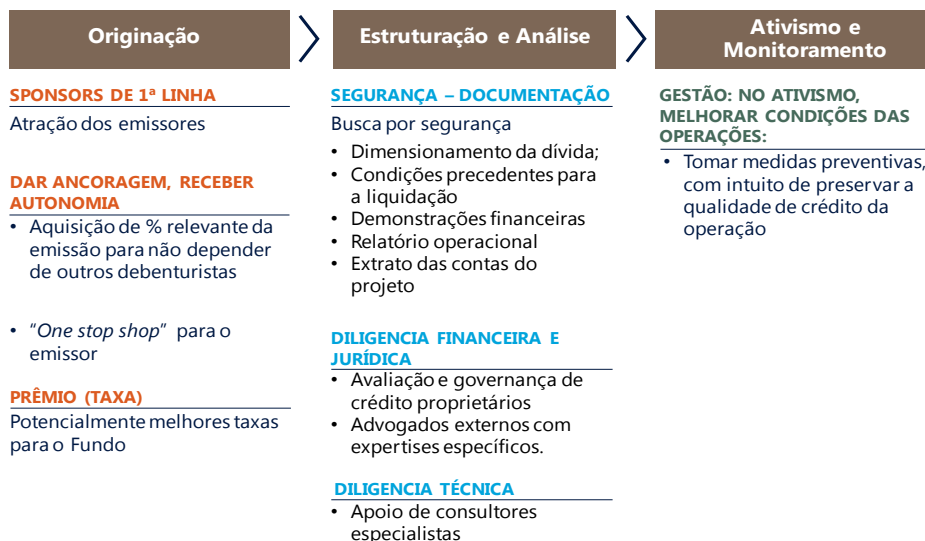 Originação
SPONSORS DE 1ª LINHA
Atração dos emissores
DAR ANCORAGEM, RECEBER
AUTONOMIA
• Aquisição de % relevante da
emissão para não depender
de outros debenturistas
• “One stop shop” para o
emissor
PRÊMIO (TAXA)
Potencialmente melhores taxas
para o Fundo
Estruturação e Análise
SEGURANÇA – DOCUMENTAÇÃO
Busca por segurança
• Dimensionamento da dívida;
• Condições precedentes para
a liquidação
• Demonstrações financeiras
• Relatório operacional
• Extrato das contas do
projeto
DILIGENCIA FINANCEIRA E
JURÍDICA
• Avaliação e governança de
crédito proprietários
• Advogados externos com
expertises específicos.
DILIGENCIA TÉCNICA
• Apoio de consultores
especialistas
Ativismo e
Monitoramento
GESTÃO: NO ATIVISMO,
MELHORAR CONDIÇÕES DAS
OPERAÇÕES:
• Tomar medidas preventivas,
com intuito de preservar a
qualidade de crédito da
operação